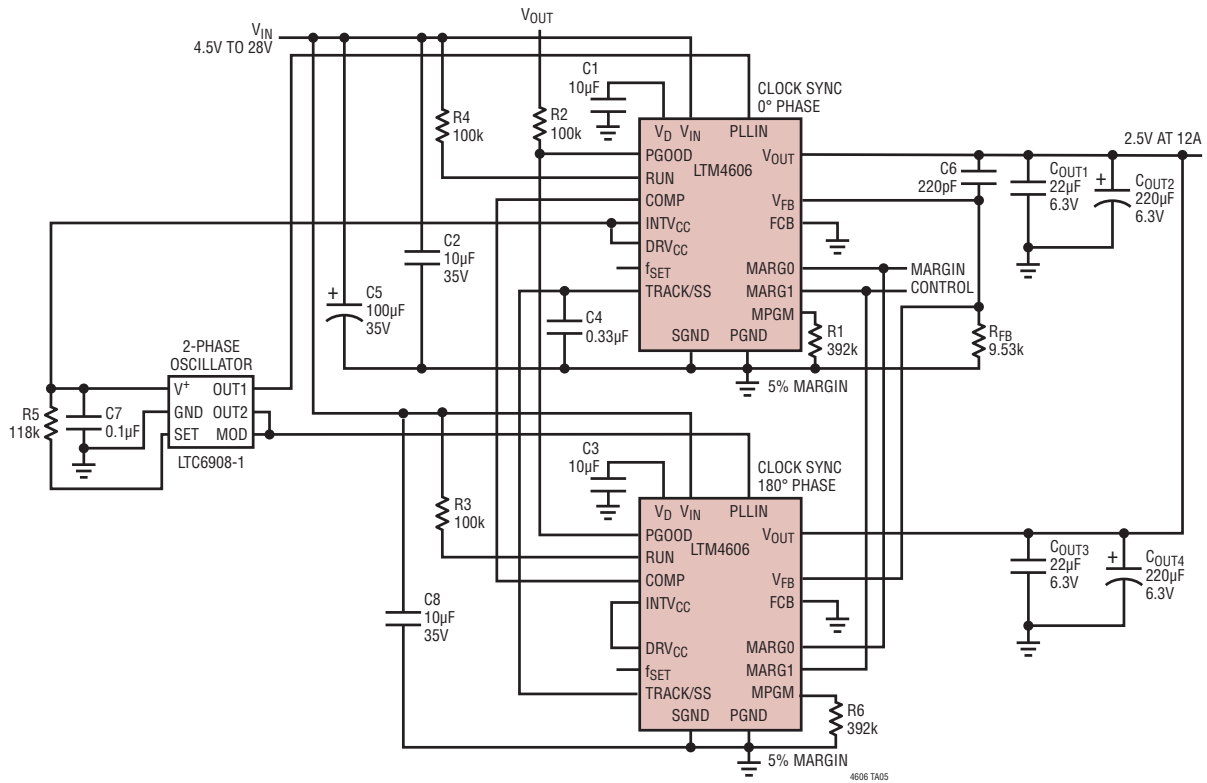 VIN
4.5V TO 28V
VOUT
C1
10µF
CLOCK SYNC
0° PHASE
R4
100k
R2
100k
VD VIN PLLIN
PGOOD
RUN
COMP
INTVCC
DRVCC
fSET
TRACK/SS
LTM4606
VOUT
VFB
FCB
MARG0
MARG1
MPGM
SGND PGND
2.5V AT 12A
C6
220pF
COUT1
22µF
6.3V
+
COUT2
220µF
6.3V
MARGIN
CONTROL
C2
10µF
35V
+
C5
100µF
35V
C4
0.33µF
R1
392k
RFB
9.53k
5% MARGIN
2-PHASE
OSCILLATOR
V+ OUT1
GND OUT2
SET MOD
LTC6908-1
R5
118k
C7
0.1µF
C3
10µF
CLOCK SYNC
180° PHASE
R3
100k
VD VIN PLLIN
PGOOD
RUN
COMP
INTVCC
DRVCC
fSET
TRACK/SS
LTM4606
VOUT
VFB
FCB
MARG0
MARG1
MPGM
SGND PGND
COUT3
22µF
6.3V
+
COUT4
220µF
6.3V
C8
10µF
35V
R6
392k
5% MARGIN
4606 TA05